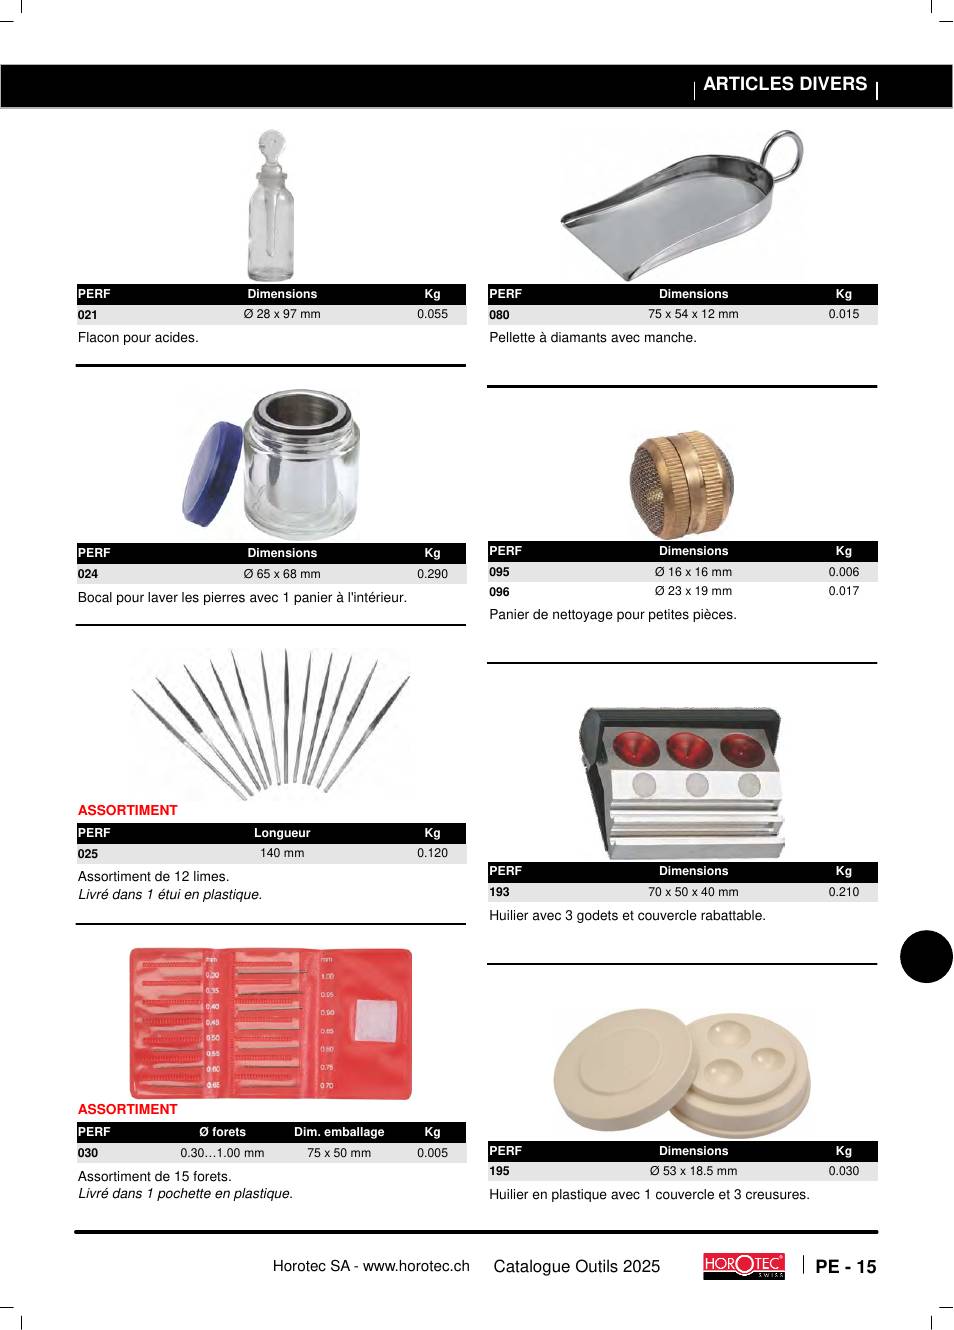 ARTICLES DIVERS
PERF Dimensions Kg
021 Ø 28 x 97 mm 0.055
Flacon pour acides.
PERF Dimensions Kg
024 Ø 65 x 68 mm 0.290
Bocal pour laver les pierres avec 1 panier à l'intérieur.
ASSORTIMENT
PERF Longueur Kg
025 140 mm 0.120
Assortiment de 12 limes.
Livré dans 1 étui en plastique.
mm mm
0.30 1.00
0.35 0.95
0.40 0.90
0.45 0.85
0.50 0.80
0.55 0.75
0.60 0.70
0.65
ASSORTIMENT
PERF Ø forets Dim. emballage Kg
030 0.30…1.00 mm 75 x 50 mm 0.005
Assortiment de 15 forets.
Livré dans 1 pochette en plastique.
PERF Dimensions Kg
080 75 x 54 x 12 mm 0.015
Pellette à diamants avec manche.
PERF Dimensions Kg
095 Ø 16 x 16 mm 0.006
096 Ø 23 x 19 mm 0.017
Panier de nettoyage pour petites pièces.
PERF Dimensions Kg
193 70 x 50 x 40 mm 0.210
Huilier avec 3 godets et couvercle rabattable.
PERF Dimensions Kg
195 Ø 53 x 18.5 mm 0.030
Huilier en plastique avec 1 couvercle et 3 creusures.
Horotec SA - www.horotec.ch Catalogue Outils 2025 HOROTEC® SWISS PE - 15